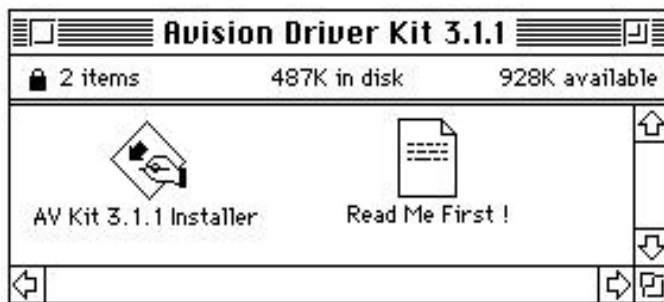 Avision Driver Kit 3.1.1
2 items 487K in disk 928K available
AV Kit 3.1.1 Installer Read Me First !